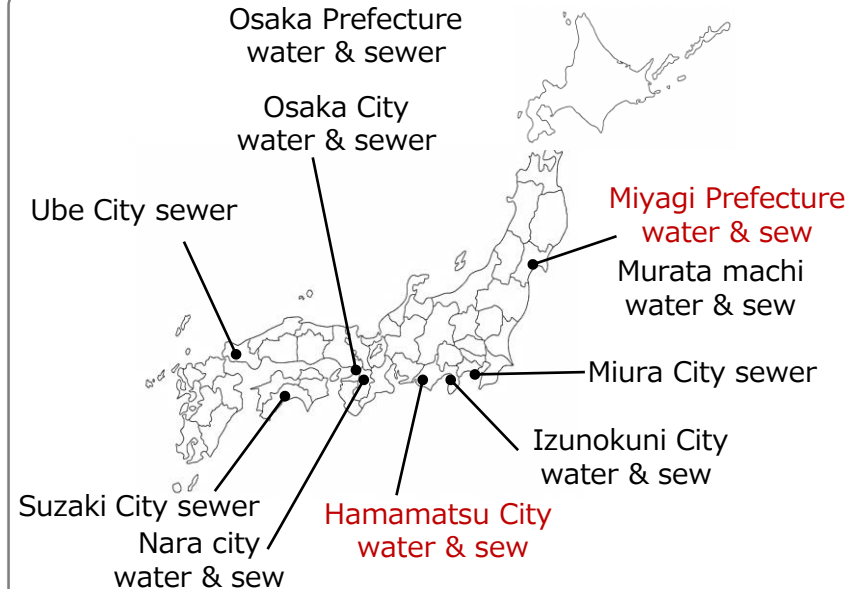 Osaka Prefecture
water & sewer
Osaka City
water & sewer
Ube City sewer
Miyagi Prefecture
water & sew
Murata machi
water & sew
Miura City sewer
Izunokuni City
water & sew
Suzaki City sewer
Hamamatsu City
water & sew
Nara city
water & sew